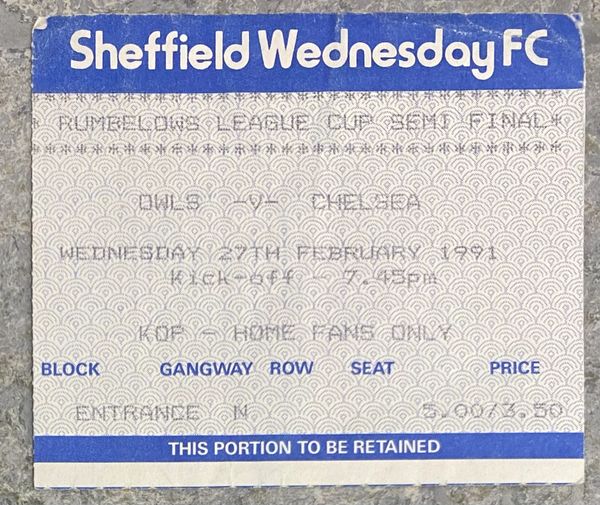 Sheffield Wednesday FC
***********************************
* RUMBELOWS LEAGUE CUP SEMI FINAL*
***********************************
OWLS -V- CHELSEA
WEDNESDAY 27TH FEBRUARY 1991
Kick-off - 7.45pm
KOP - HOME FANS ONLY
BLOCK GANGWAY ROW SEAT PRICE
ENTRANCE N 5.00/3.50
THIS PORTION TO BE RETAINED